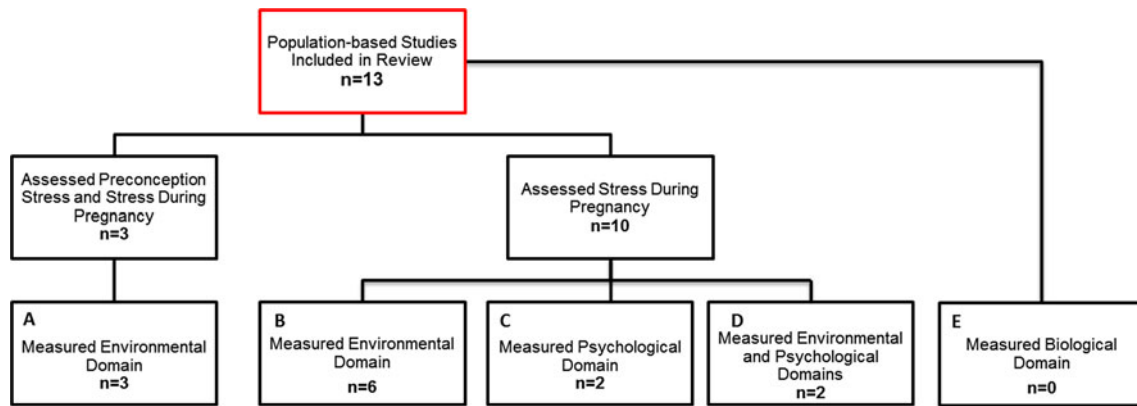 Population-based Studies
Included in Review
n=13
Assessed Preconception
Stress and Stress During
Pregnancy
n=3
Assessed Stress During
Pregnancy
n=10
A
Measured Environmental
Domain
n=3
B
Measured Environmental
Domain
n=6
C
Measured Psychological
Domain
n=2
D
Measured Environmental
and Psychological
Domains
n=2
E
Measured Biological
Domain
n=0